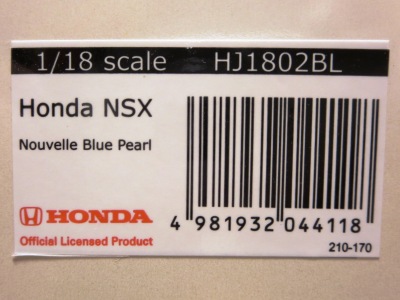 1/18 scale HJ1802BL
Honda NSX
Nouvelle Blue Pearl
HONDA
Official Licensed Product
4 981932 044118
210-170